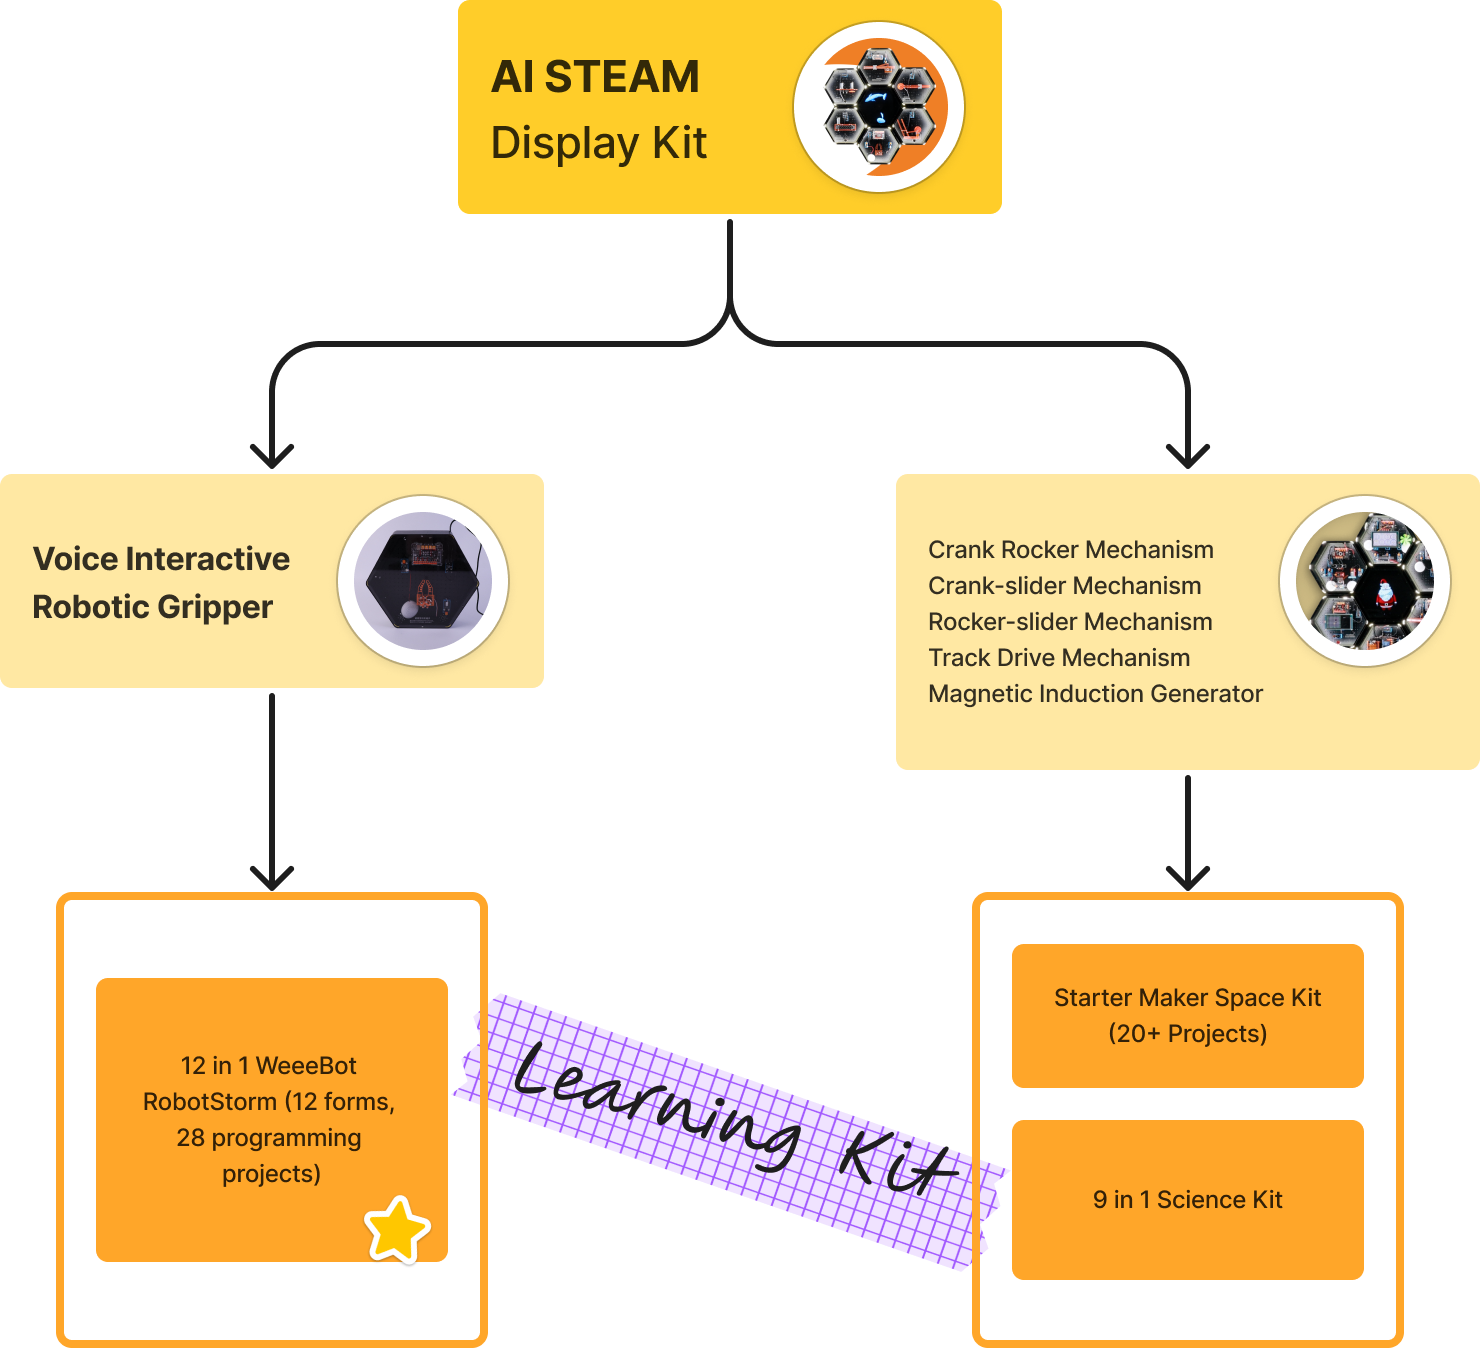 AI STEAM
Display Kit
Voice Interactive
Robotic Gripper
Crank Rocker Mechanism
Crank-slider Mechanism
Rocker-slider Mechanism
Track Drive Mechanism
Magnetic Induction Generator
12 in 1 WeeeBot
RobotStorm (12 forms,
28 programming
projects)
Learning Kit
Starter Maker Space Kit
(20+ Projects)
9 in 1 Science Kit